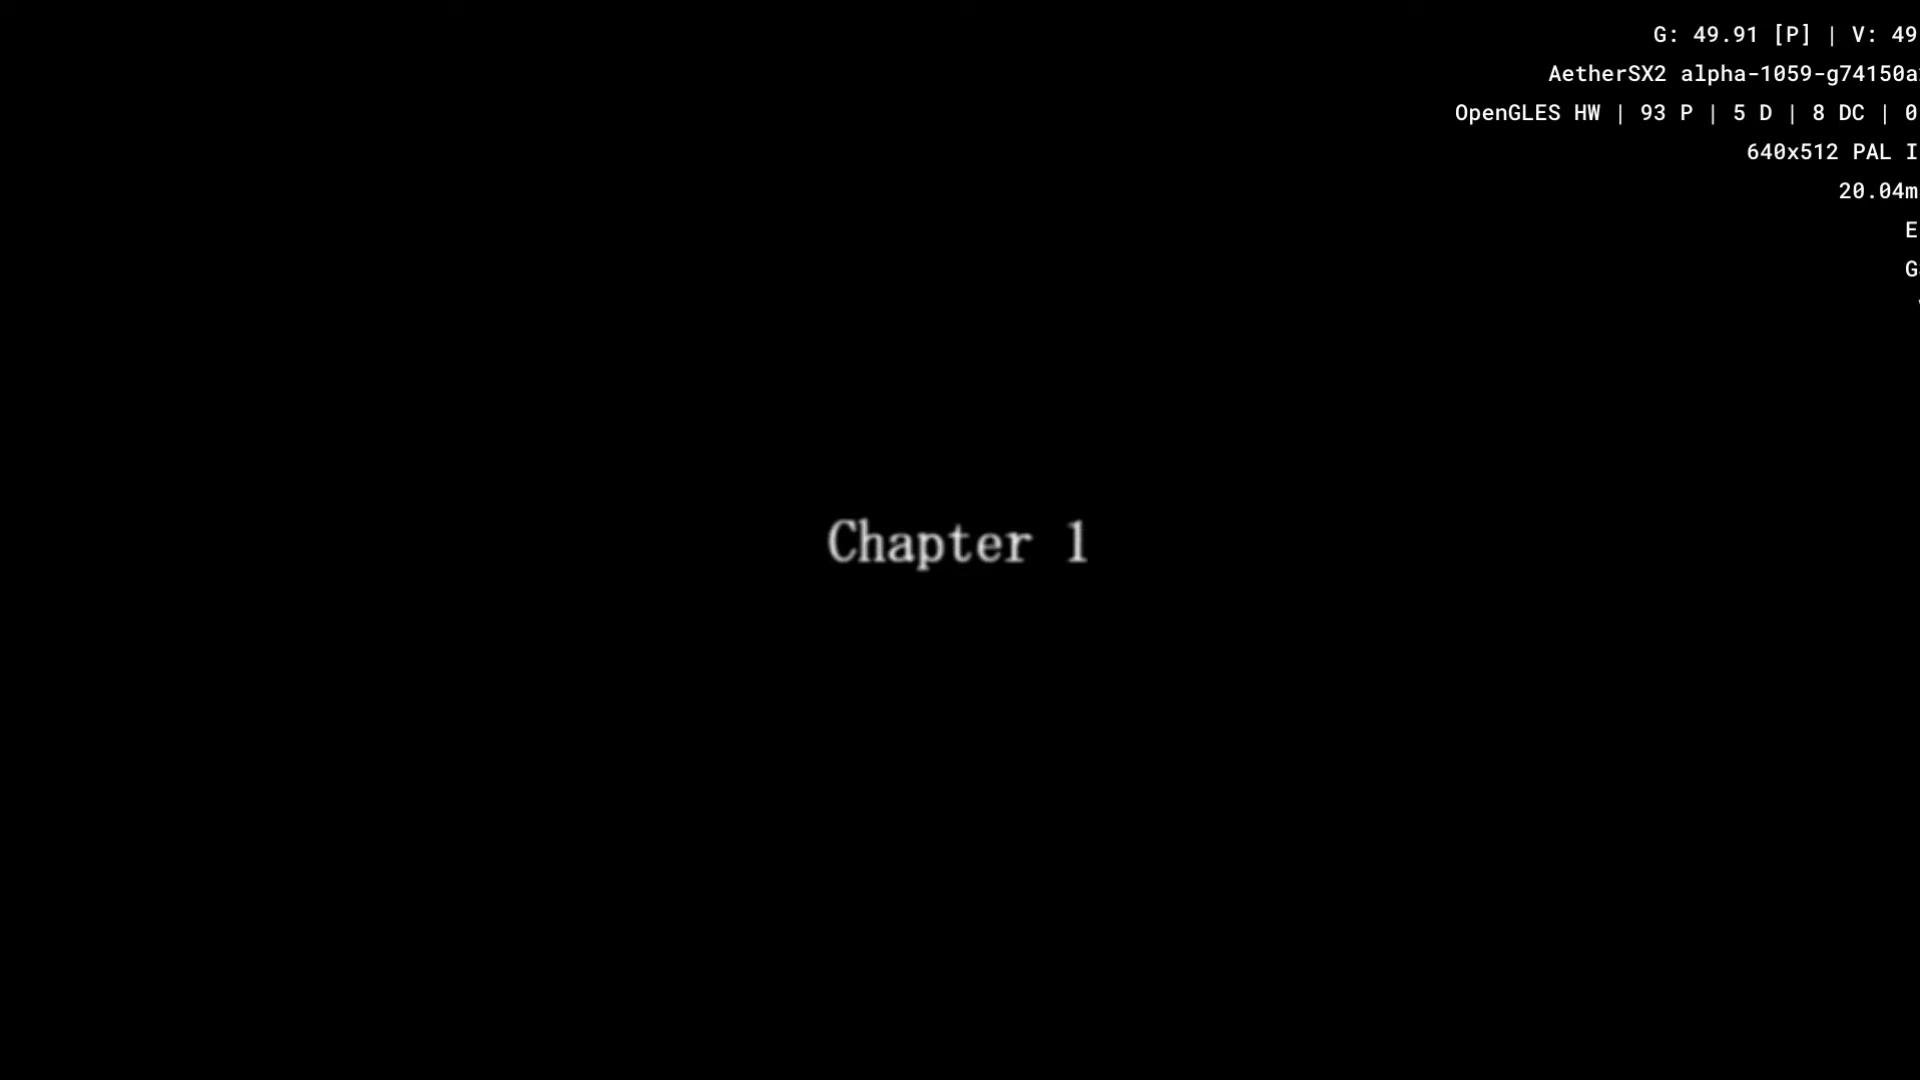 G: 49.91 [P] | V: 49
AetherSX2 alpha-1059-g74150a
OpenGLES HW | 93 P | 5 D | 8 DC | 0
640x512 PAL I
20.04m
E
G
Chapter 1